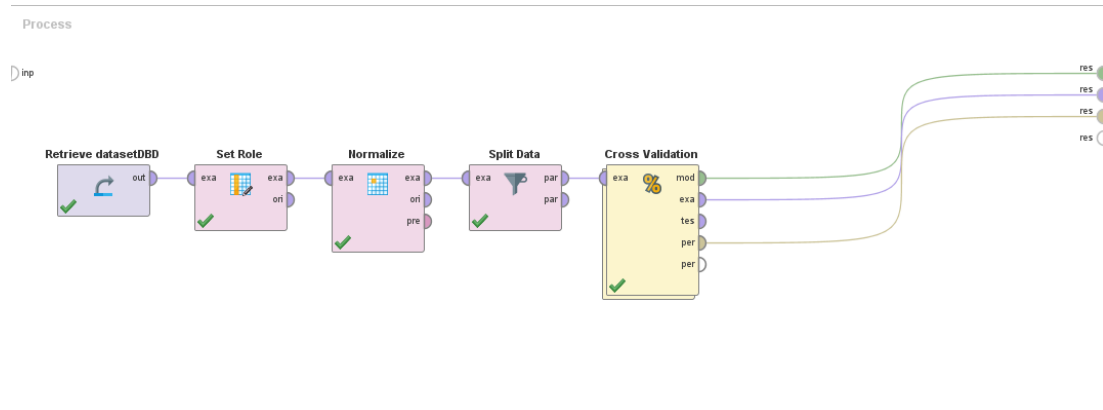 Process
inp
res
res
res
res
Retrieve datasetDBD
out
Set Role
exa exa
ori
Normalize
exa exa
ori
pre
Split Data
exa par
par
Cross Validation
exa % mod
exa
tes
per
per